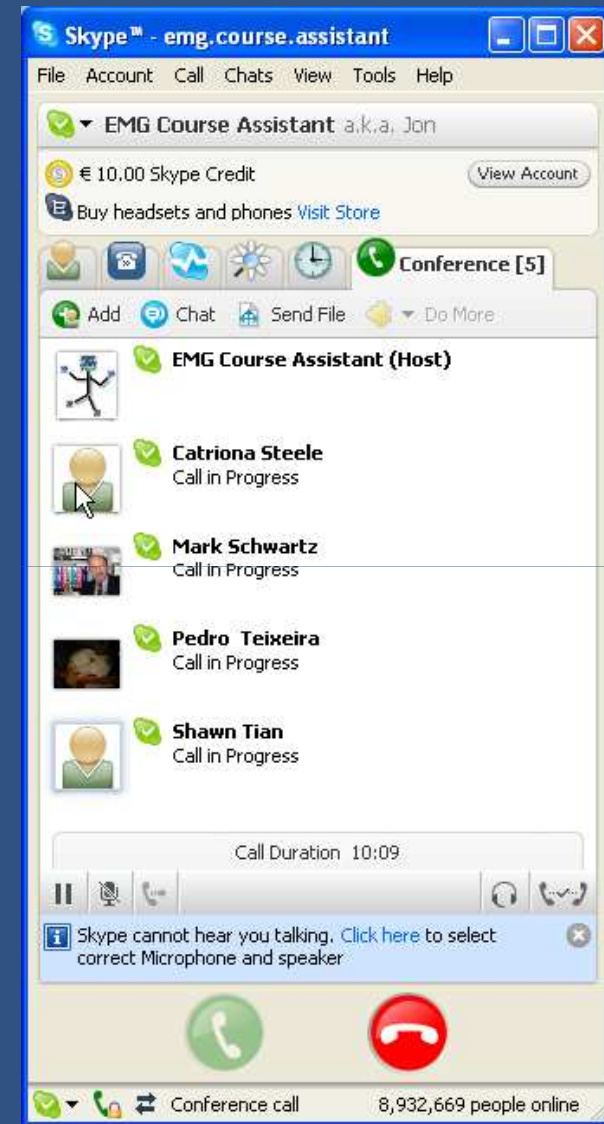 Skype™ - emg.course.assistant
File Account Call Chats View Tools Help
EMG Course Assistant a.k.a. Jon
€ 10.00 Skype Credit View Account
Buy headsets and phones Visit Store
Conference [5]
Add Chat Send File Do More
EMG Course Assistant (Host)
Catriona Steele
Call in Progress
Mark Schwartz
Call in Progress
Pedro Teixeira
Call in Progress
Shawn Tian
Call in Progress
Call Duration 10:09
Skype cannot hear you talking. Click here to select
correct Microphone and speaker
Conference call 8,932,669 people online